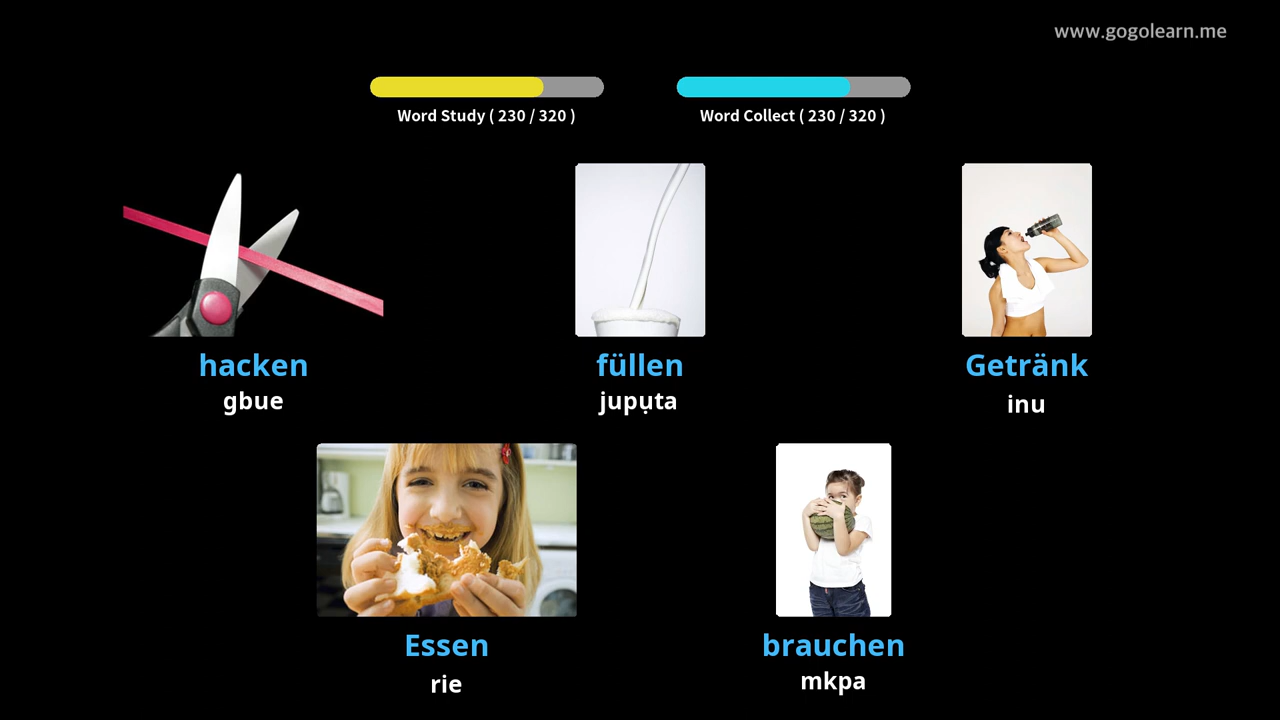 www.gogolearn.me
Word Study ( 230 / 320 )
Word Collect ( 230 / 320 )
hacken
gbue
füllen
jupụta
Getränk
inu
Essen
rie
brauchen
mkpa